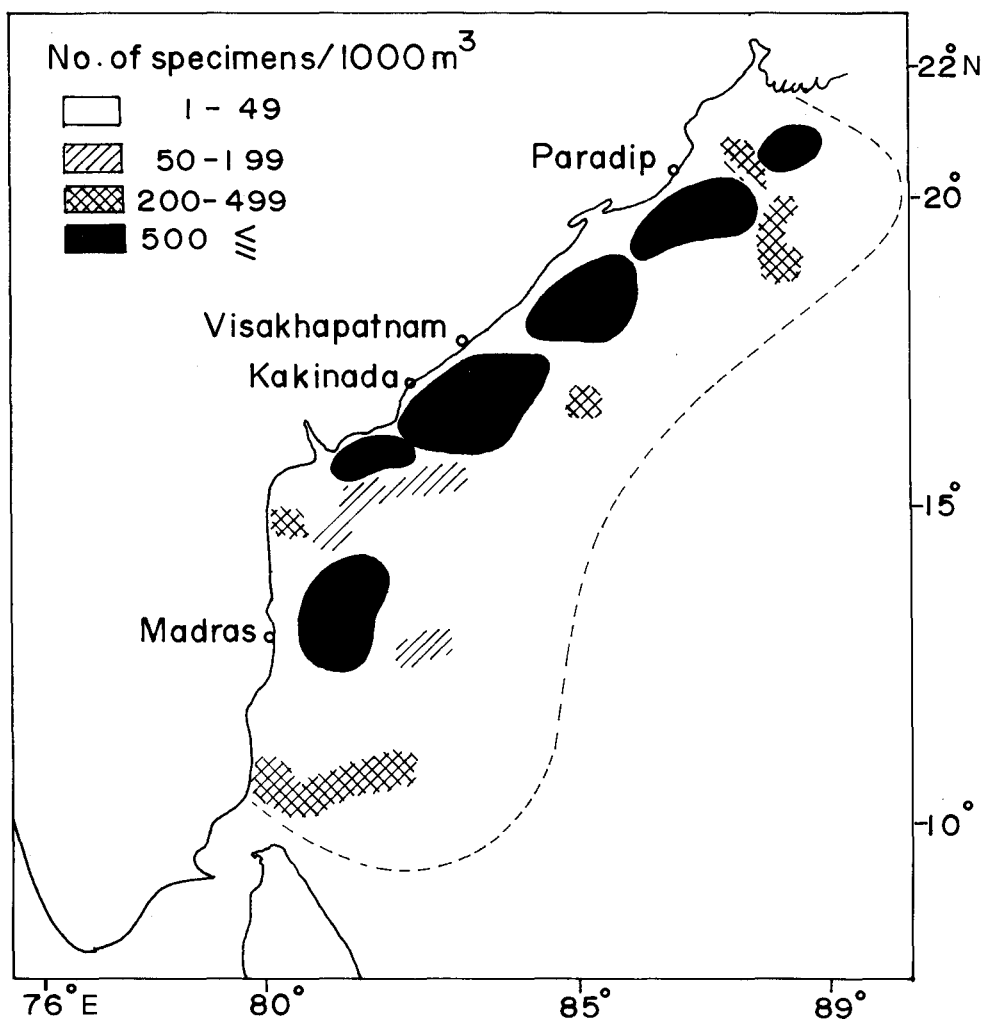 No. of specimens/1000 m³
1 - 49
50-199
200-499
500 ≤
22°N
Paradip
20°
Visakhapatnam
Kakinada
15°
Madras
10°
76°E 80° 85° 89°